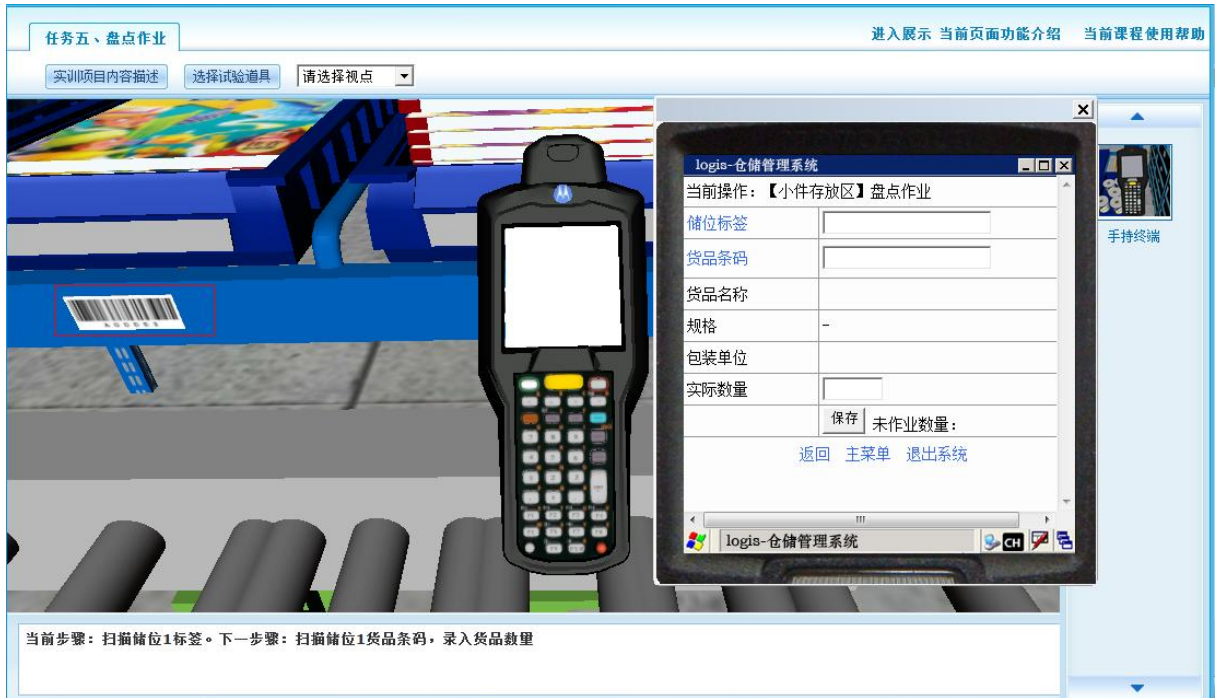 任务五、盘点作业
进入展示 当前页面功能介绍 当前课程使用帮助
实训项目内容描述 选择试验道具 请选择视点
logis-仓储管理系统
当前操作：【小件存放区】盘点作业
储位标签
货品条码
货品名称
规格 -
包装单位
实际数量
保存 未作业数量：
返回 主菜单 退出系统
logis-仓储管理系统 CH
手持终端
当前步骤：扫描储位1标签。下一步骤：扫描储位1货品条码，录入货品数量